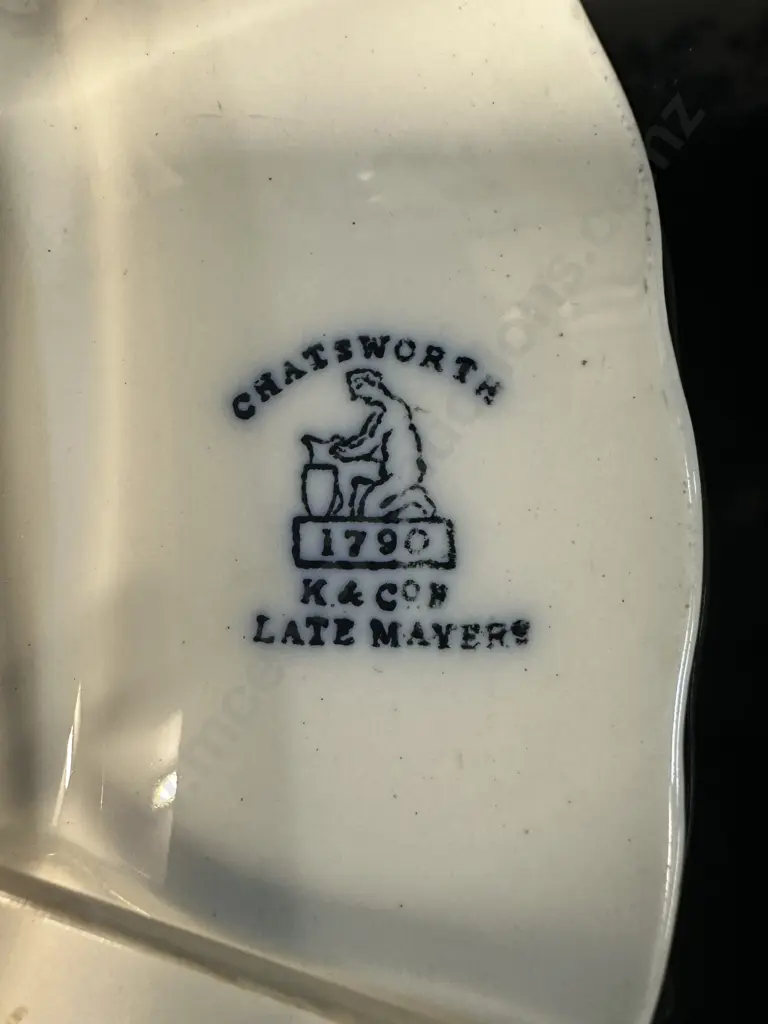 CHATSWORTH
1790
K. & CO B
LATE MAYERS